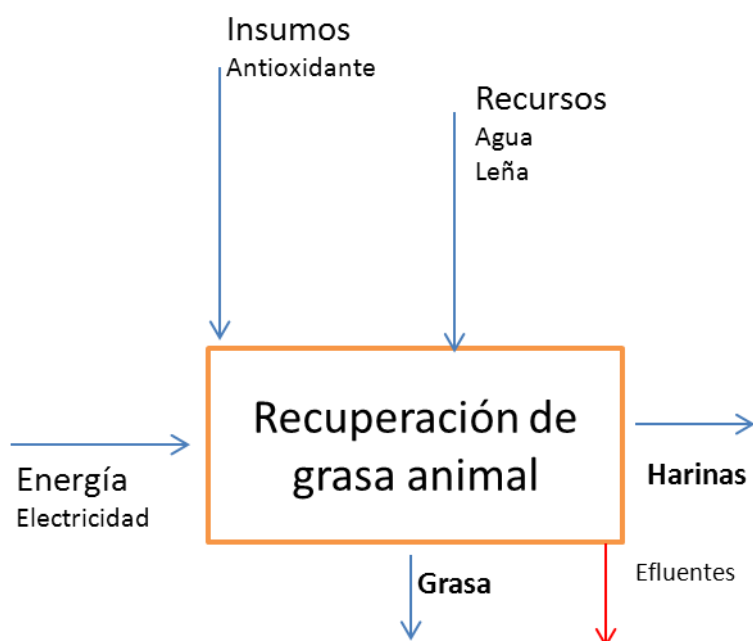 Insumos
Antioxidante
Recursos
Agua
Leña
Recuperación de
grasa animal
Energía
Electricidad
Harinas
Grasa
Efluentes